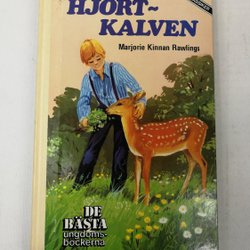 HJORT~
KALVEN
Marjorie Kinnan Rawlings
DE
BÄSTA
ungdoms-
böckerna